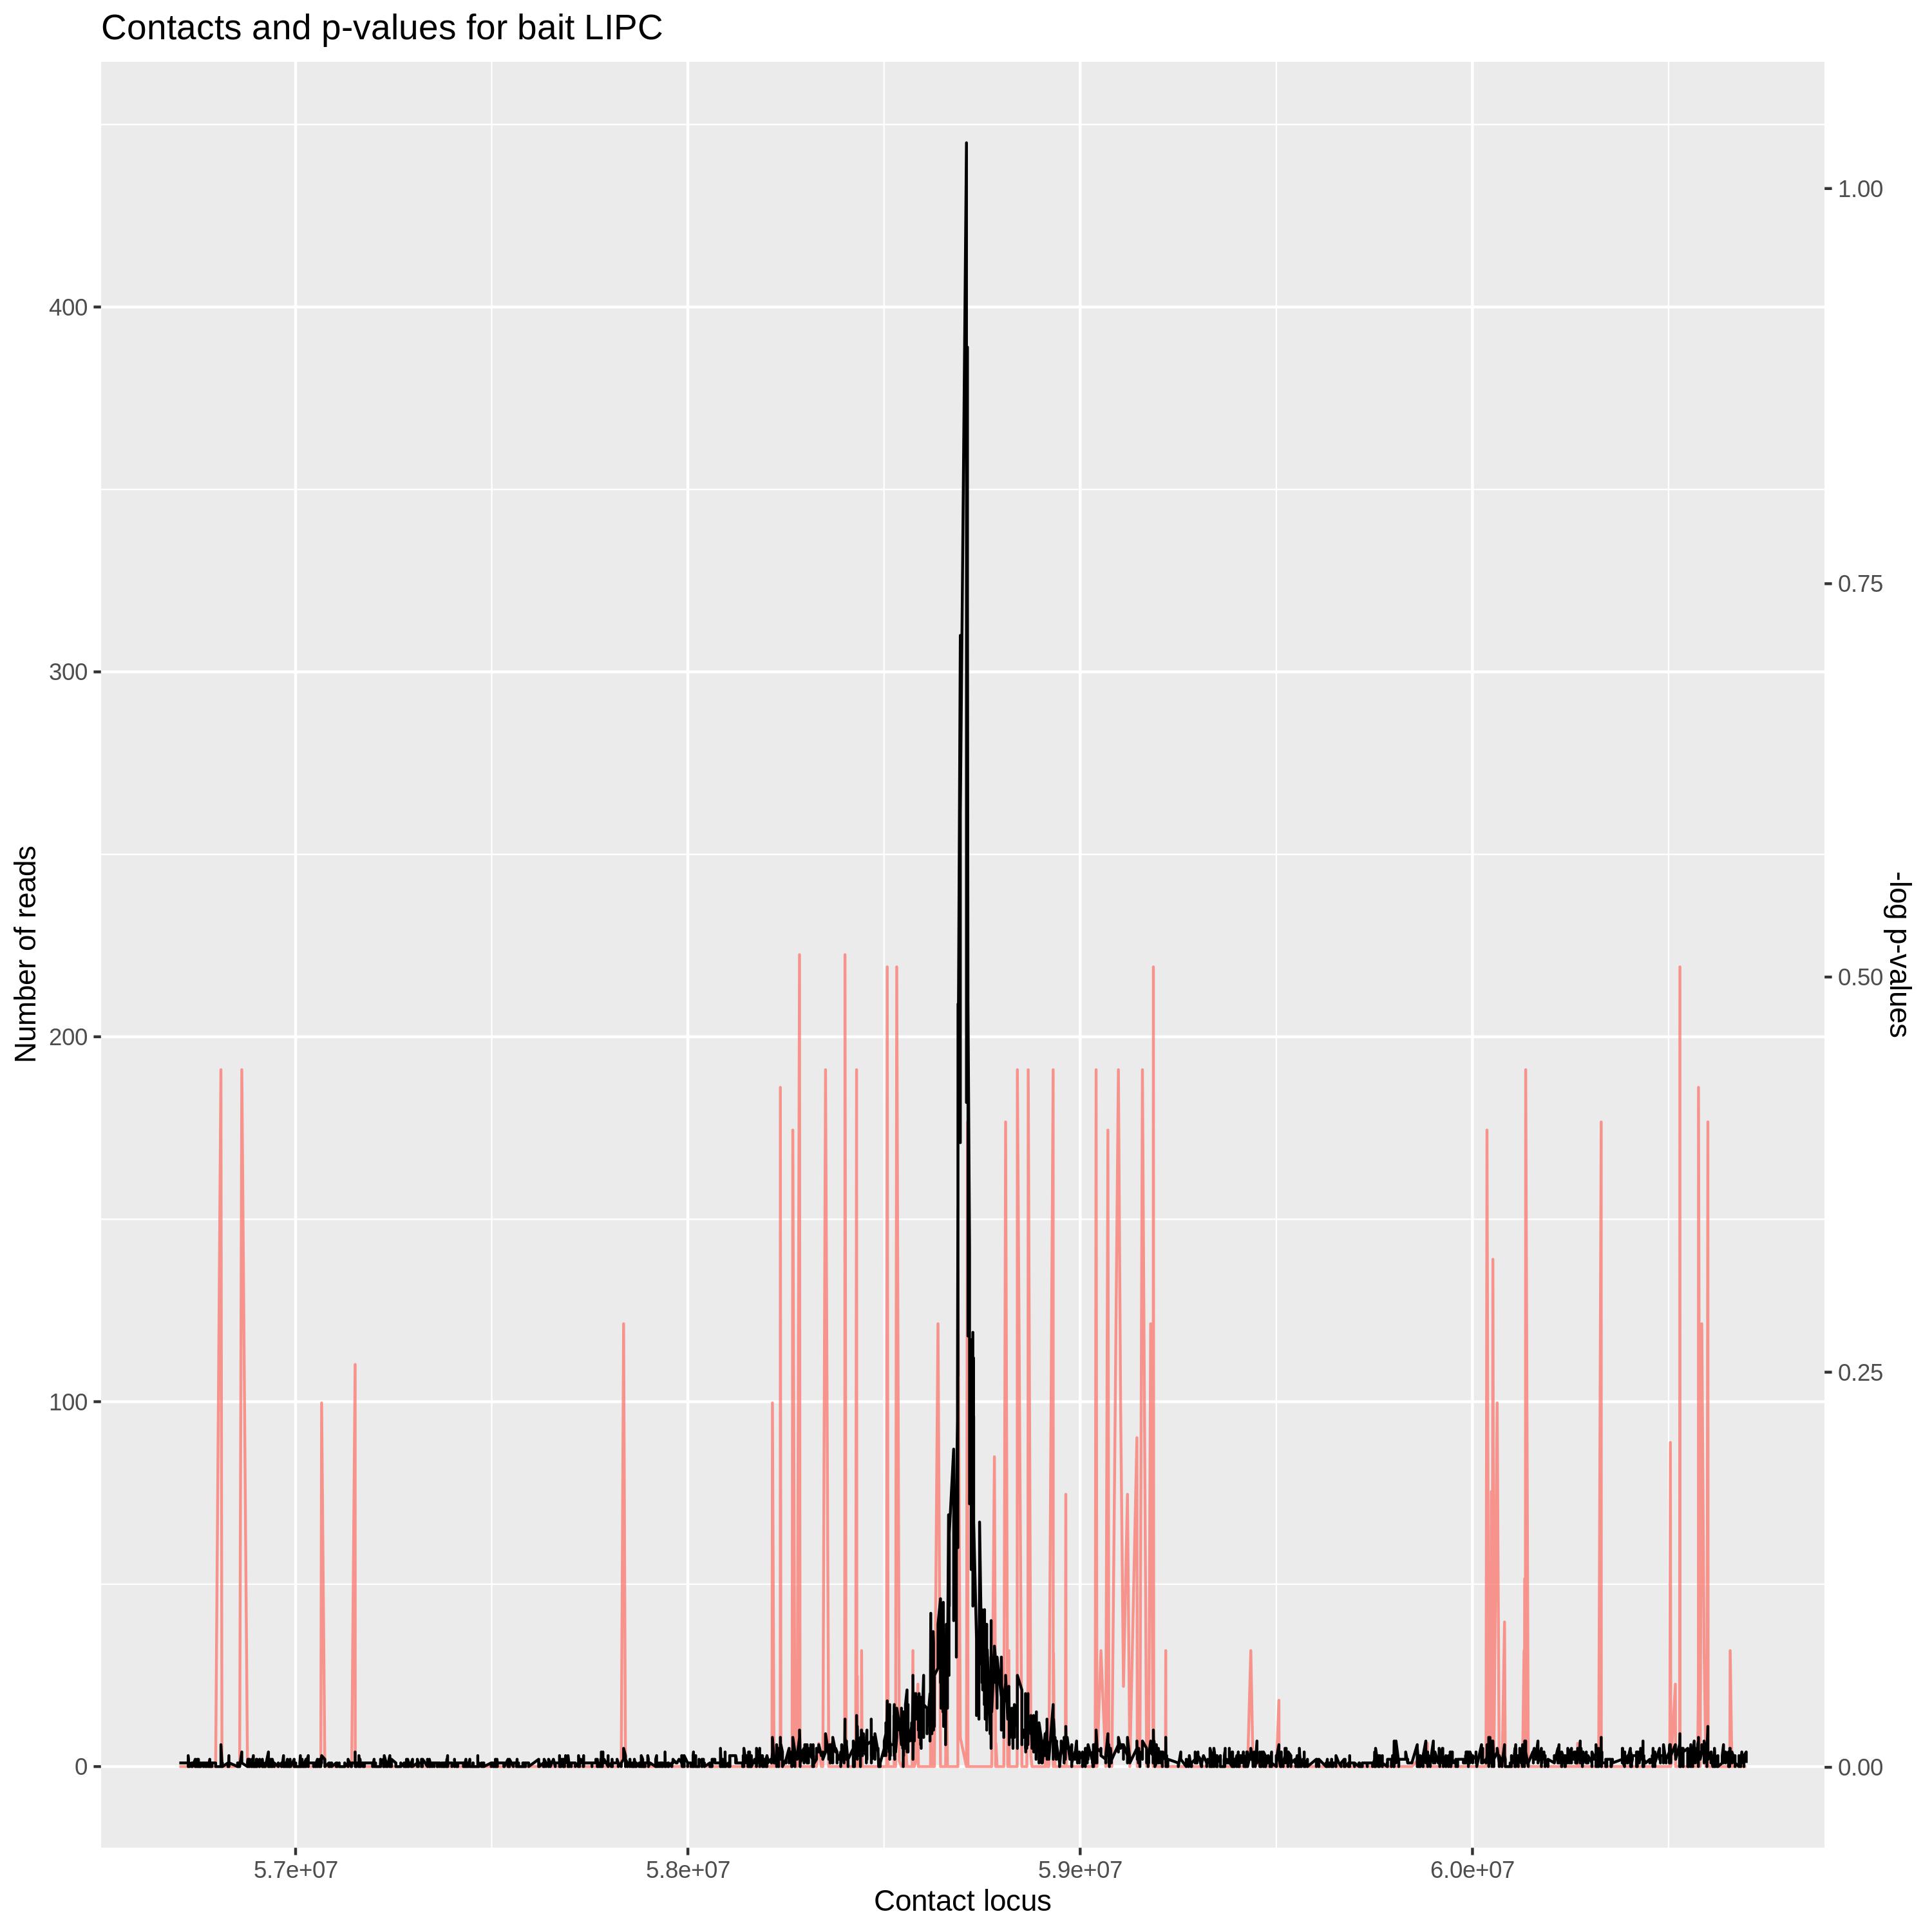 Contacts and p-values for bait LIPC
Number of reads
400
300
200
100
0
1.00
0.75
0.50
0.25
0.00
-log p-values
5.7e+07
5.8e+07
5.9e+07
6.0e+07
Contact locus